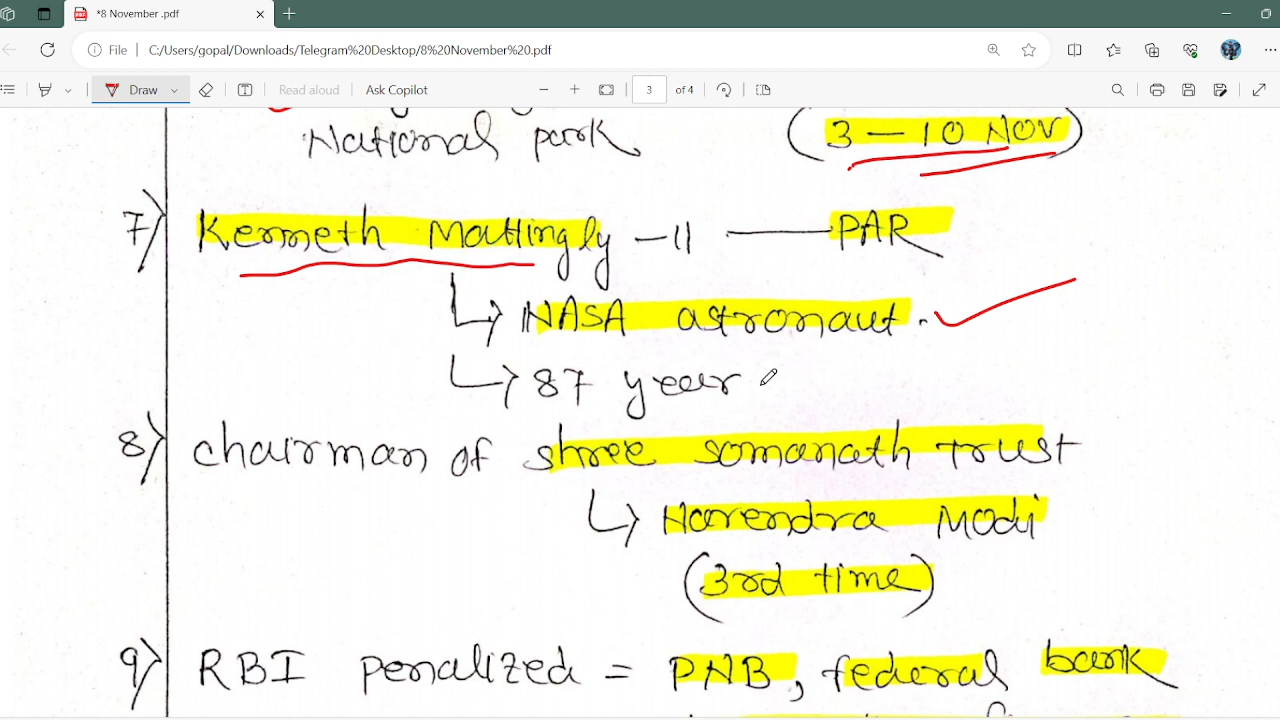 *8 November .pdf
File | C:/Users/gopal/Downloads/Telegram%20Desktop/8%20November%20.pdf
Draw Read aloud Ask Copilot 3 of 4
National park (3 – 10 Nov)
7) Kenneth Mattingly – II — PAR
↳ NASA astronaut.
↳ 87 year
8) chairman of shree somanath trust
↳ Narendra Modi
(3rd time)
9) RBI penalized = PNB, federal bank